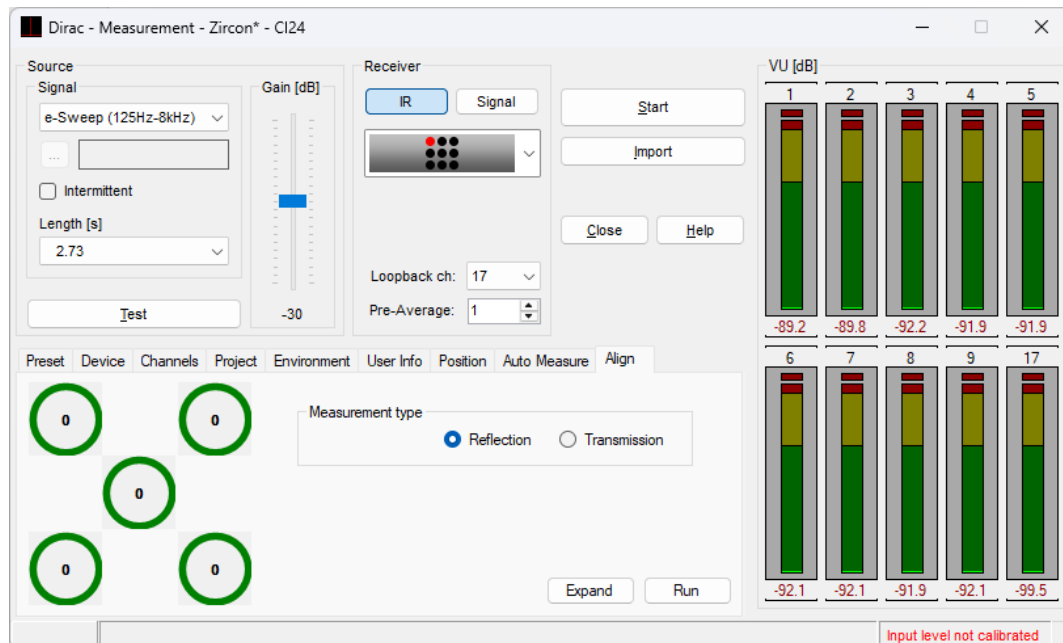 Dirac - Measurement - Zircon* - CI24
Source
Signal
e-Sweep (125Hz-8kHz)
...
Intermittent
Length [s]
2.73
Test
Gain [dB]
-30
Receiver
IR
Signal
Loopback ch:
17
Pre-Average:
1
Start
Import
Close
Help
VU [dB]
1 2 3 4 5
-89.2 -89.8 -92.2 -91.9 -91.9
6 7 8 9 17
-92.1 -92.1 -91.9 -92.1 -99.5
Preset Device Channels Project Environment User Info Position Auto Measure Align
0 0
0
0 0
Measurement type
Reflection Transmission
Expand Run
Input level not calibrated